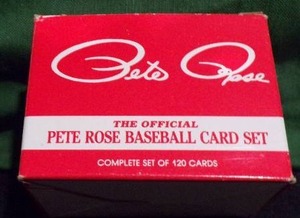 Pete Rose
THE OFFICIAL
PETE ROSE BASEBALL CARD SET
COMPLETE SET OF 120 CARDS